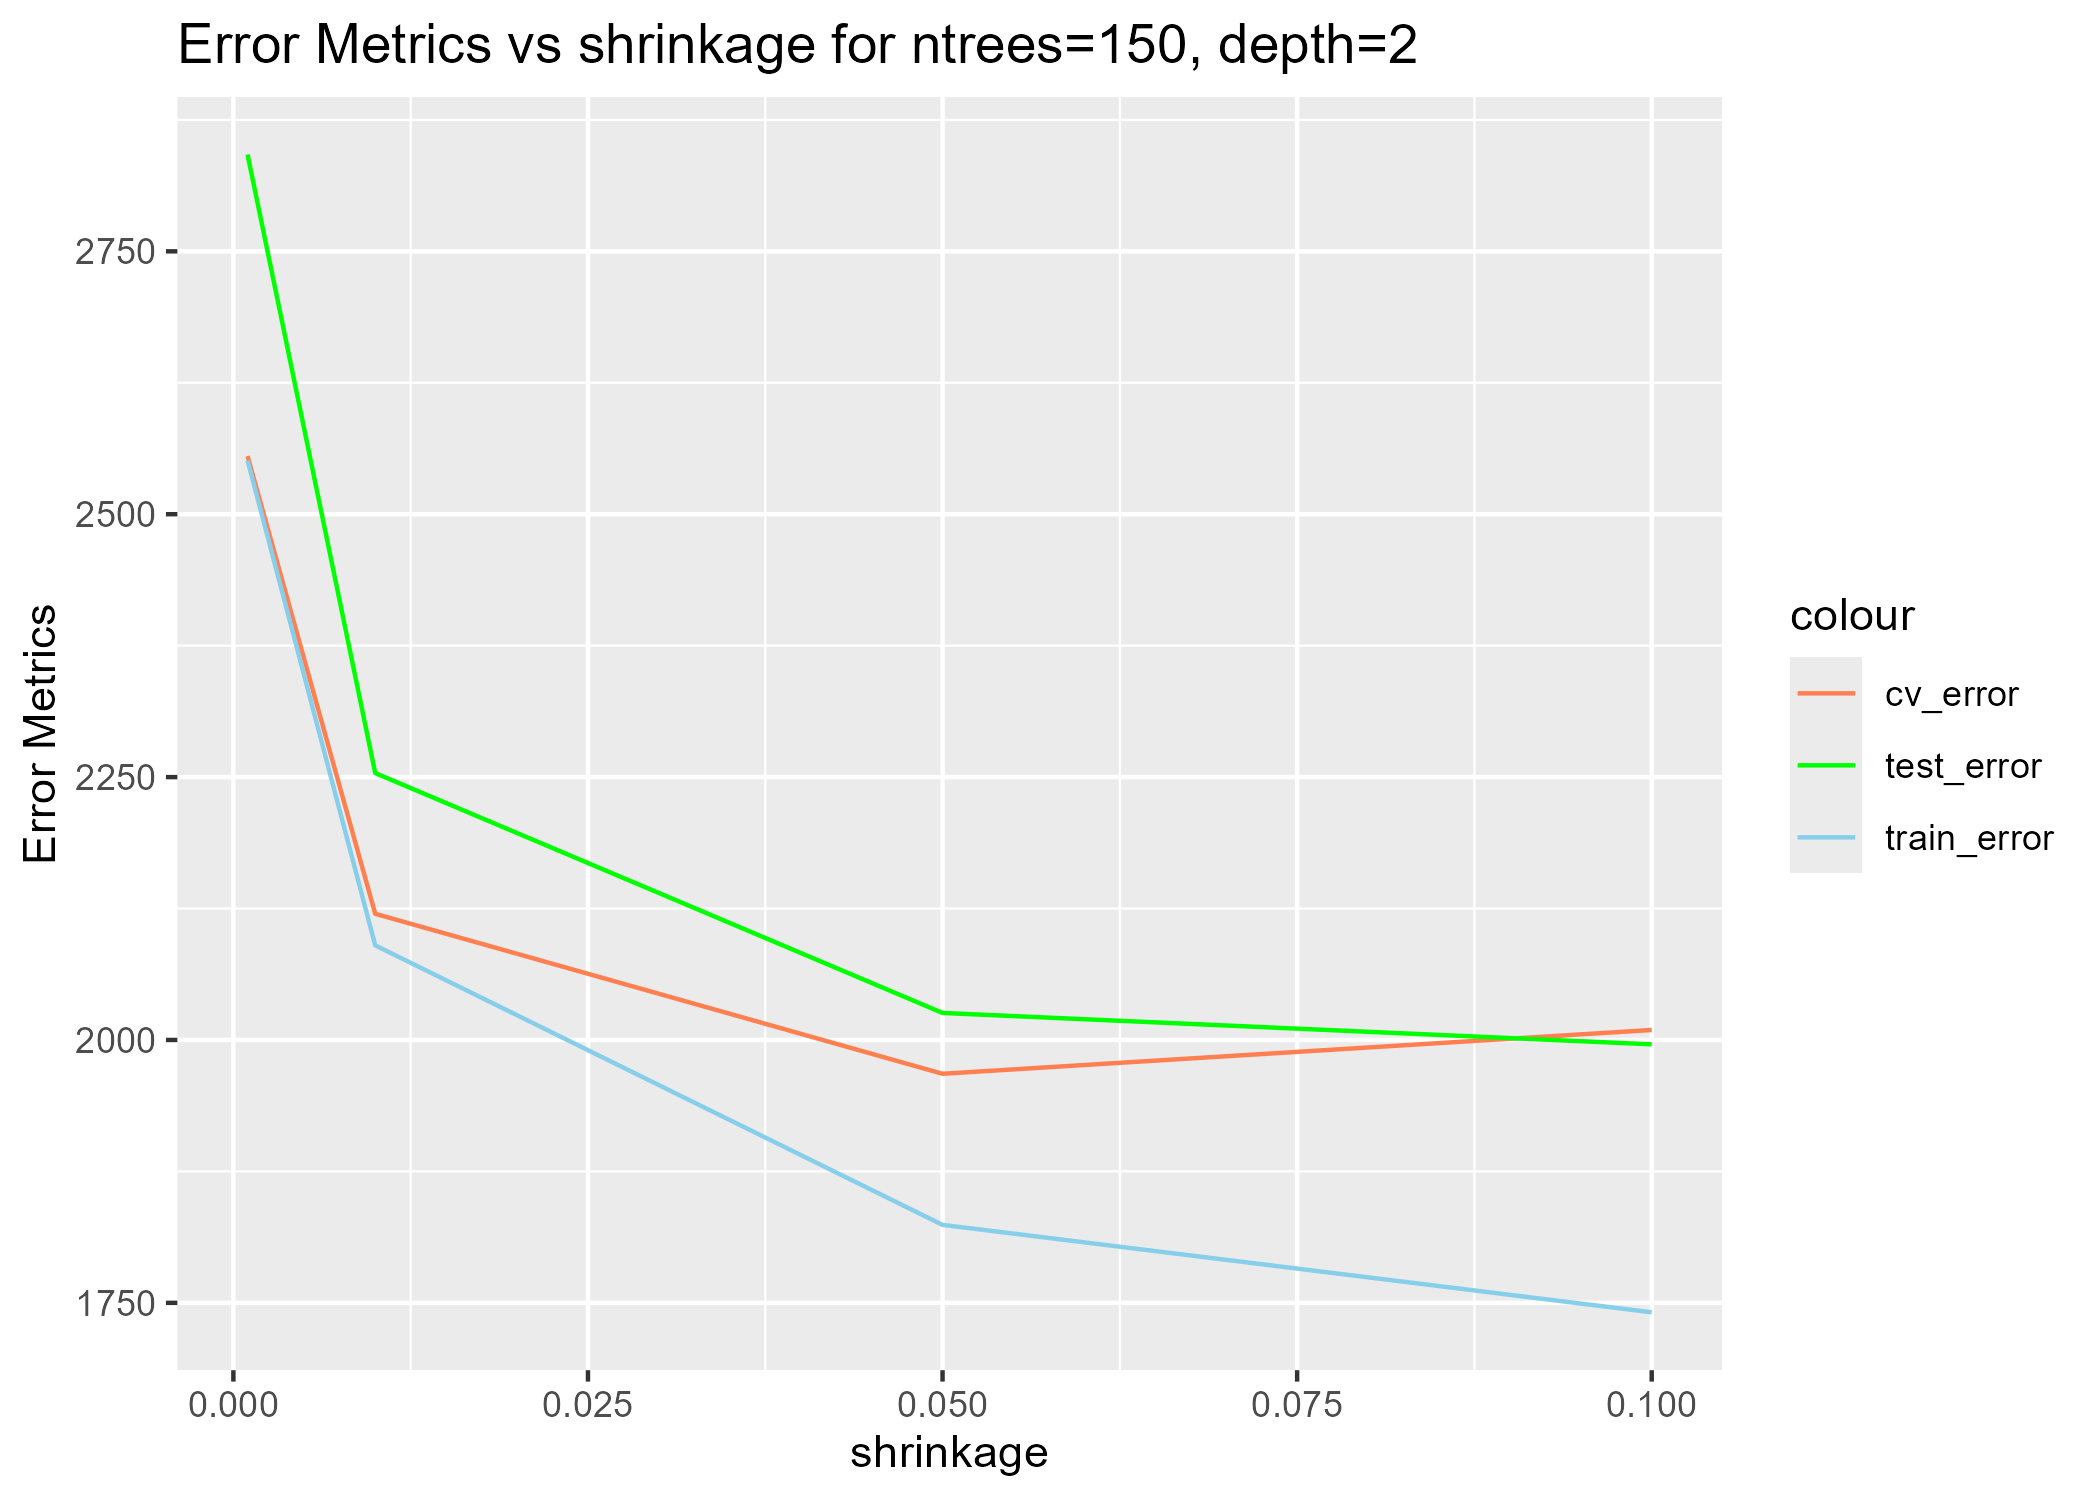 Error Metrics vs shrinkage for ntrees=150, depth=2
Error Metrics
2750
2500
2250
2000
1750
0.000 0.025 0.050 0.075 0.100
shrinkage
colour
cv_error
test_error
train_error